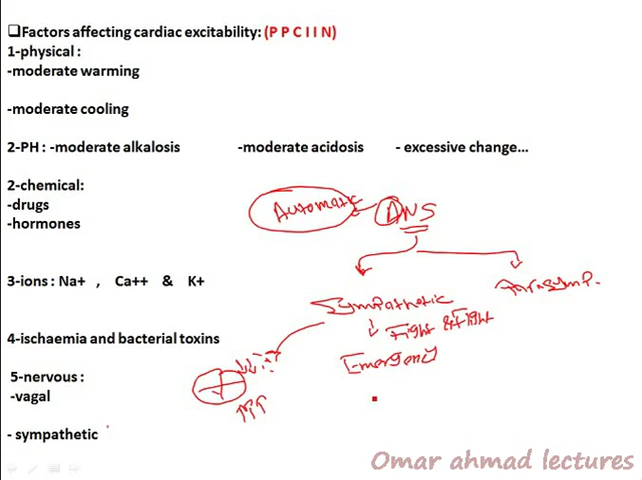 ❑Factors affecting cardiac excitability: (P P C I I N)
1-physical :
-moderate warming
-moderate cooling
2-PH : -moderate alkalosis -moderate acidosis - excessive change...
2-chemical:
-drugs
-hormones
Automatic ANS
3-ions : Na+ , Ca++ & K+
Sympathetic Parasymp.
Fight & Flight
4-ischaemia and bacterial toxins
Emergency
5-nervous :
-vagal
- sympathetic
Omar ahmad lectures